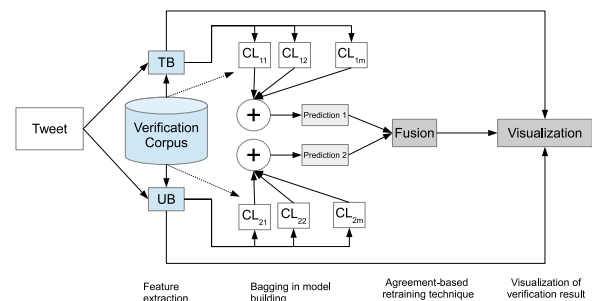 TB
CL11
CL12
CL1m
Tweet
Verification
Corpus
+
Prediction 1
Fusion
Visualization
+
Prediction 2
UB
CL21
CL22
CL2m
Feature
extraction
Bagging in model
building
Agreement-based
retraining technique
Visualization of
verification result